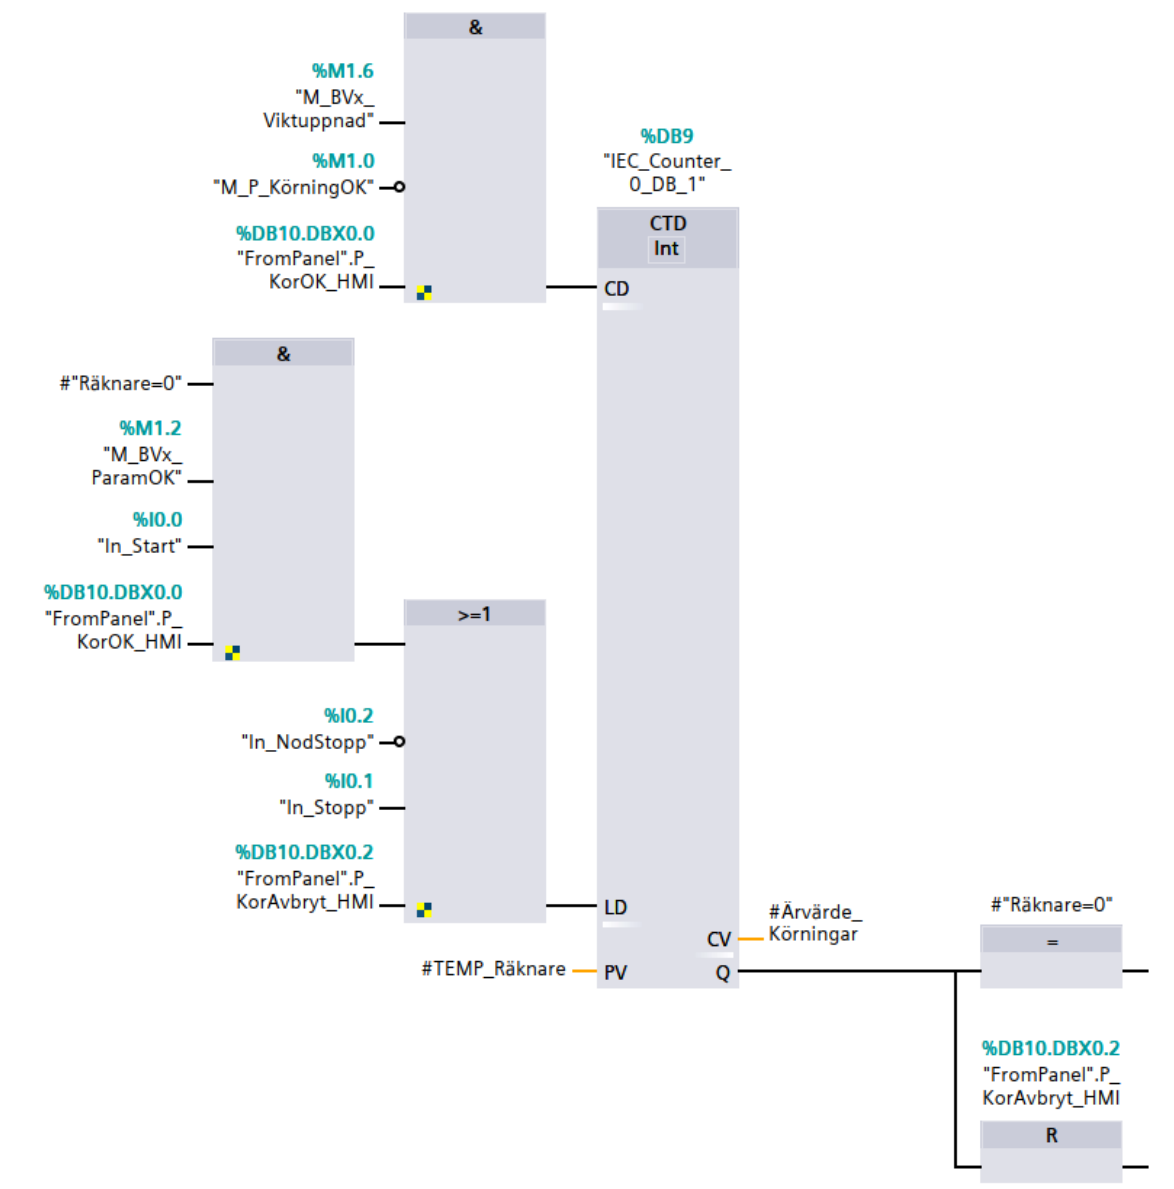 &
%M1.6
"M_BVx_
Viktuppnad"
%M1.0
"M_P_KörningOK"
%DB10.DBX0.0
"FromPanel".P_
KorOK_HMI
%DB9
"IEC_Counter_
0_DB_1"
CTD
Int
CD
&
#"Räknare=0"
%M1.2
"M_BVx_
ParamOK"
%I0.0
"In_Start"
%DB10.DBX0.0
"FromPanel".P_
KorOK_HMI
>=1
%I0.2
"In_NodStopp"
%I0.1
"In_Stopp"
%DB10.DBX0.2
"FromPanel".P_
KorAvbryt_HMI
LD
CV
#Ärvärde_
Körningar
#TEMP_Räknare
PV
Q
#"Räknare=0"
=
%DB10.DBX0.2
"FromPanel".P_
KorAvbryt_HMI
R